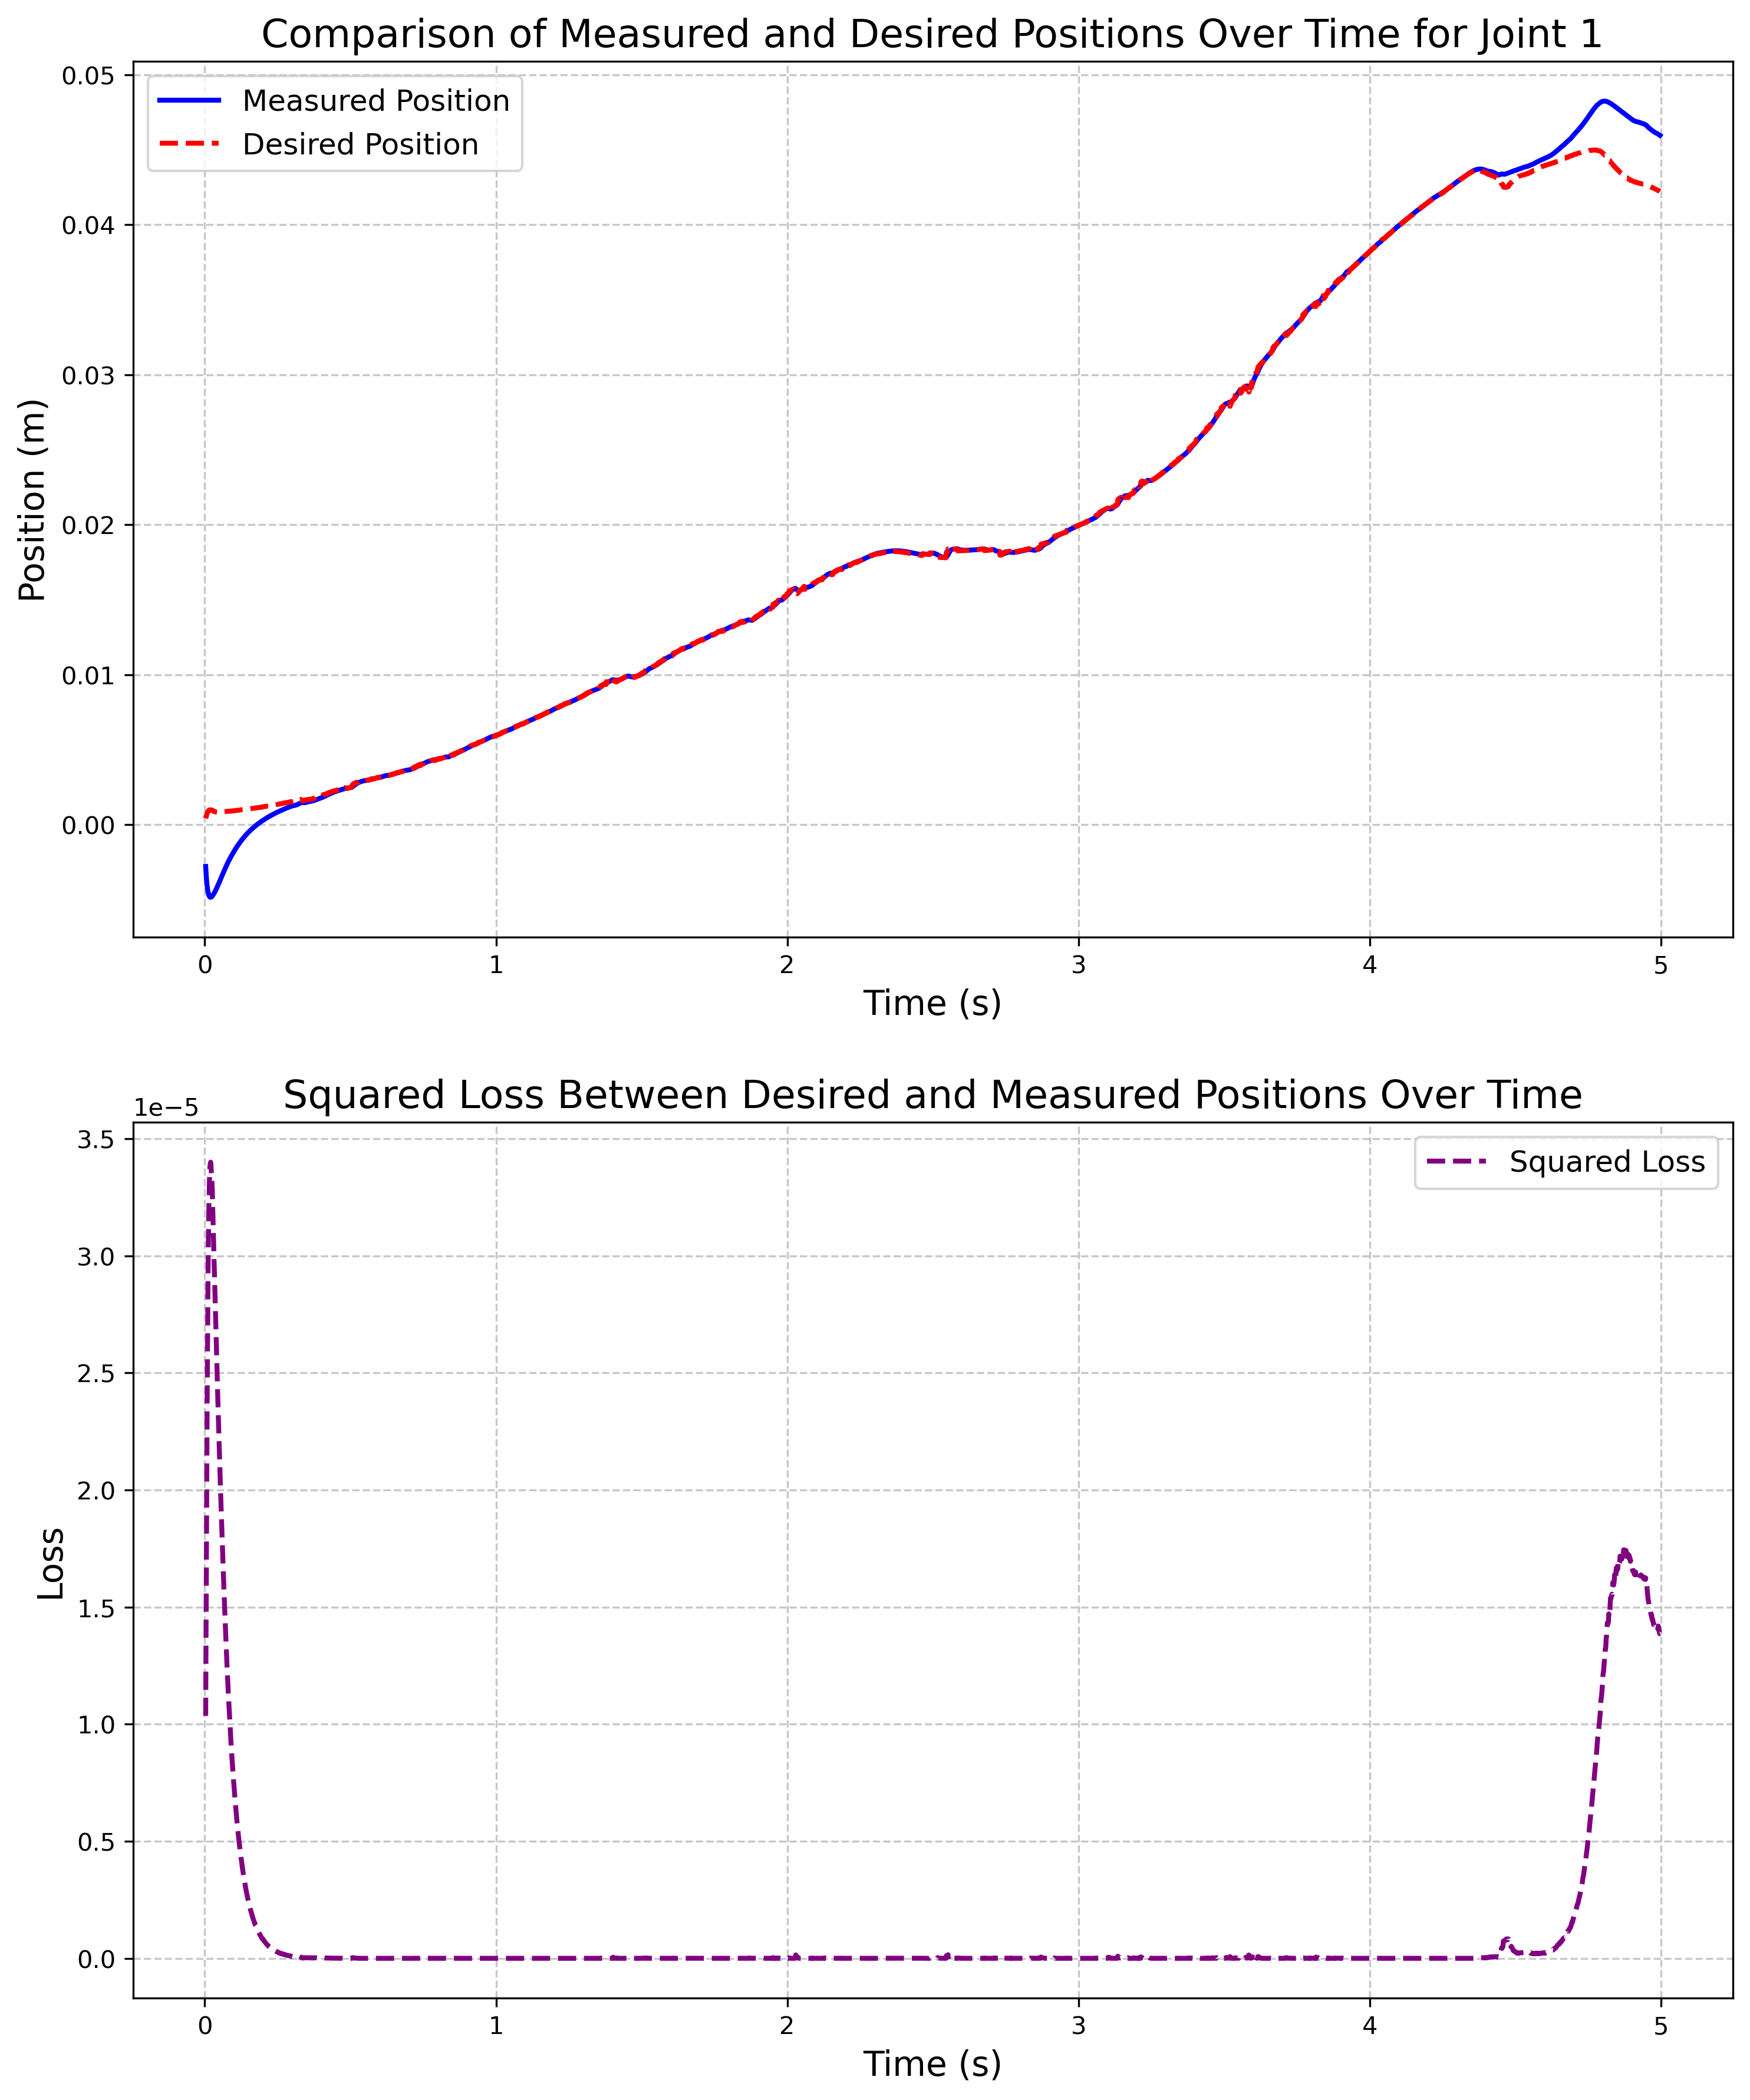 Comparison of Measured and Desired Positions Over Time for Joint 1
Measured Position
Desired Position
Position (m)
0.05
0.04
0.03
0.02
0.01
0.00
0 1 2 3 4 5
Time (s)
Squared Loss Between Desired and Measured Positions Over Time
1e−5
Squared Loss
Loss
3.5
3.0
2.5
2.0
1.5
1.0
0.5
0.0
0 1 2 3 4 5
Time (s)